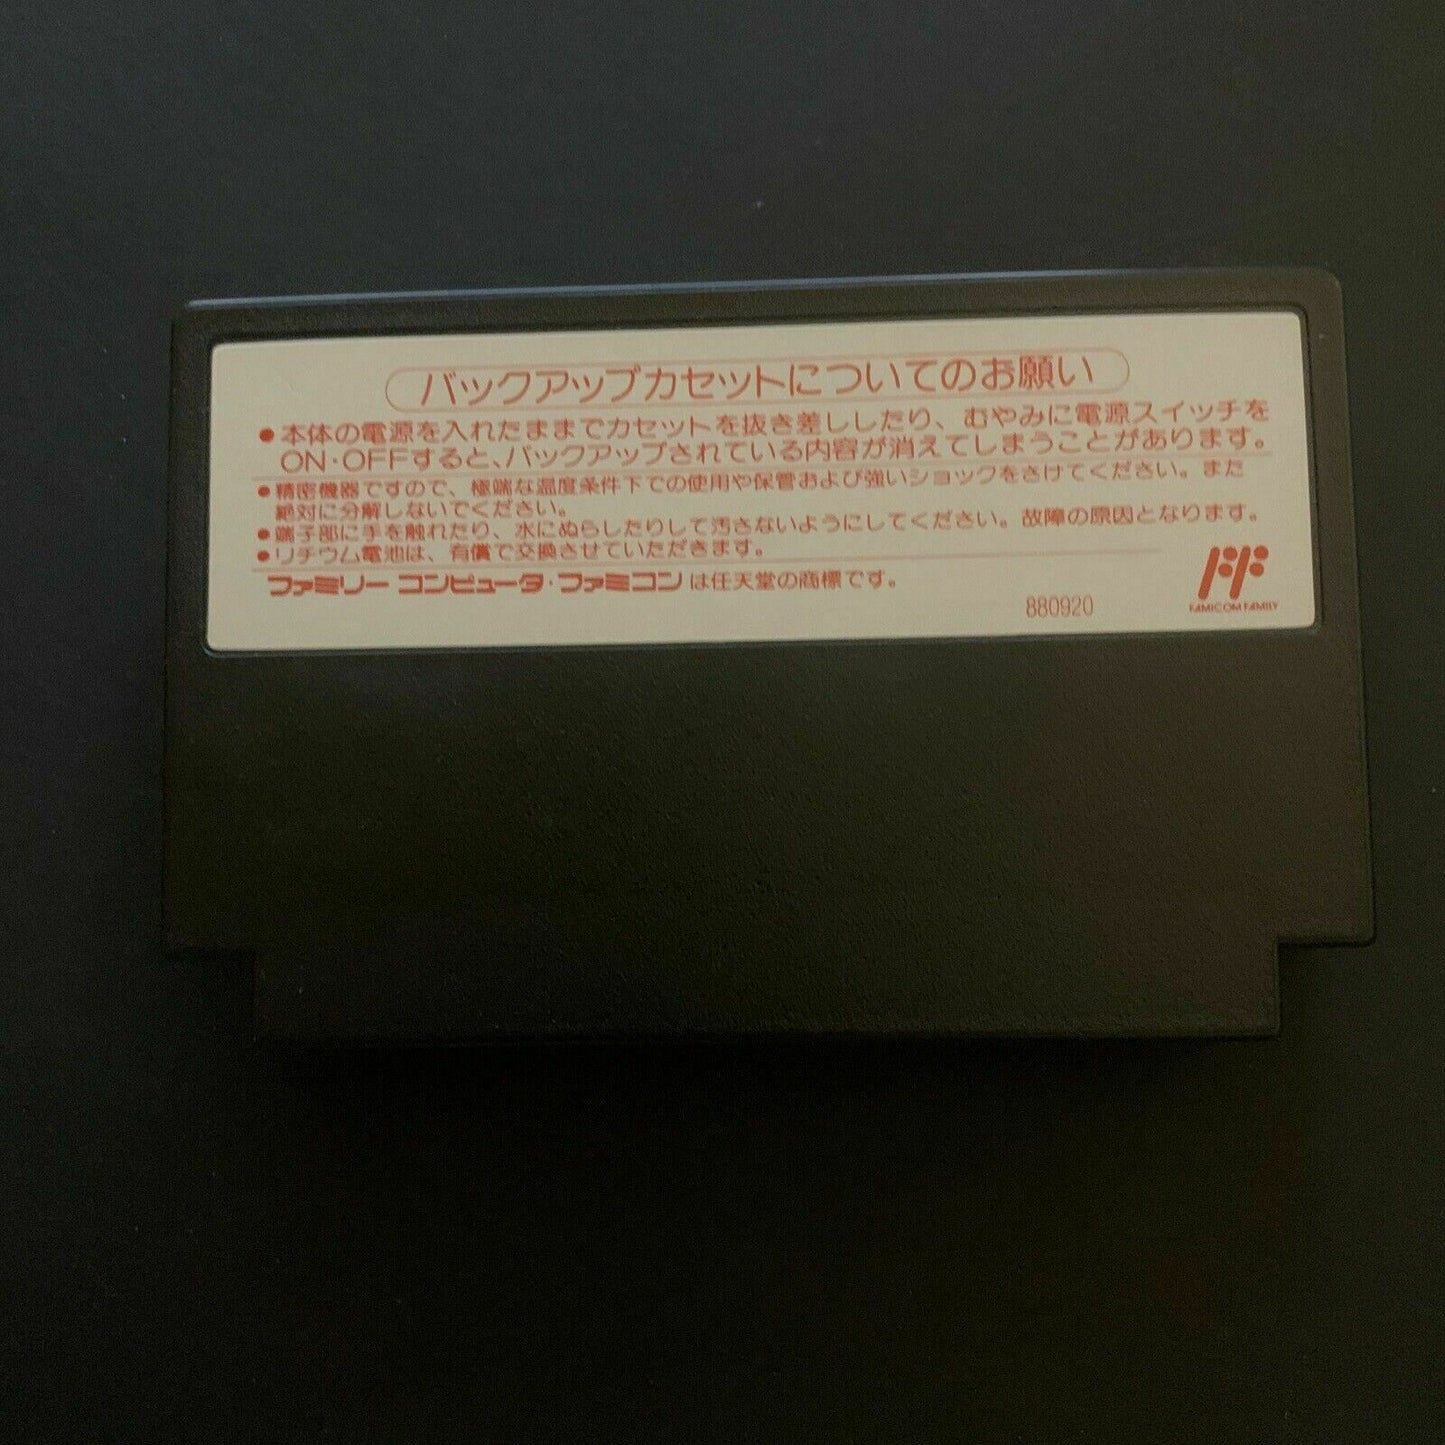 バックアップカセットについてのお願い
●本体の電源を入れたままでカセットを抜き差ししたり、むやみに電源スイッチを
ON・OFFすると、バックアップされている内容が消えてしまうことがあります。
●精密機器ですので、極端な温度条件下での使用や保管および強いショックをさけてください。また
絶対に分解しないでください。
●端子部に手を触れたり、水にぬらしたりして汚さないようにしてください。故障の原因となります。
●リチウム電池は、有償で交換させていただきます。
ファミリーコンピュータ・ファミコンは任天堂の商標です。
880920
FAMICOM FAMILY